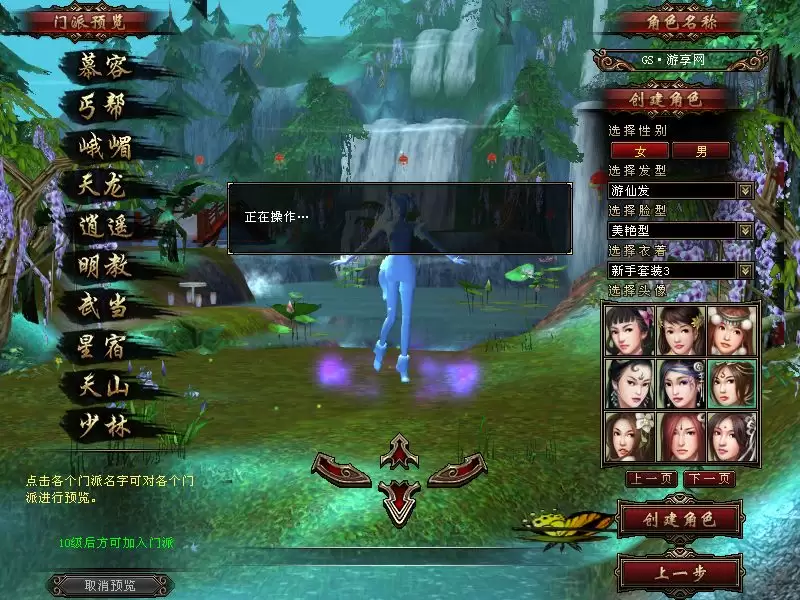 门派预览
慕容
丐帮
峨嵋
天龙
逍遥
明教
武当
星宿
天山
少林
点击各个门派名字可对各个门
派进行预览。
10级后方可加入门派
取消预览
正在操作…
角色名称
GS·游享网
创建角色
选择性别
女 男
选择发型
游仙发
选择脸型
美艳型
选择衣着
新手套装3
选择头像
上一页 下一页
创建角色
上一步